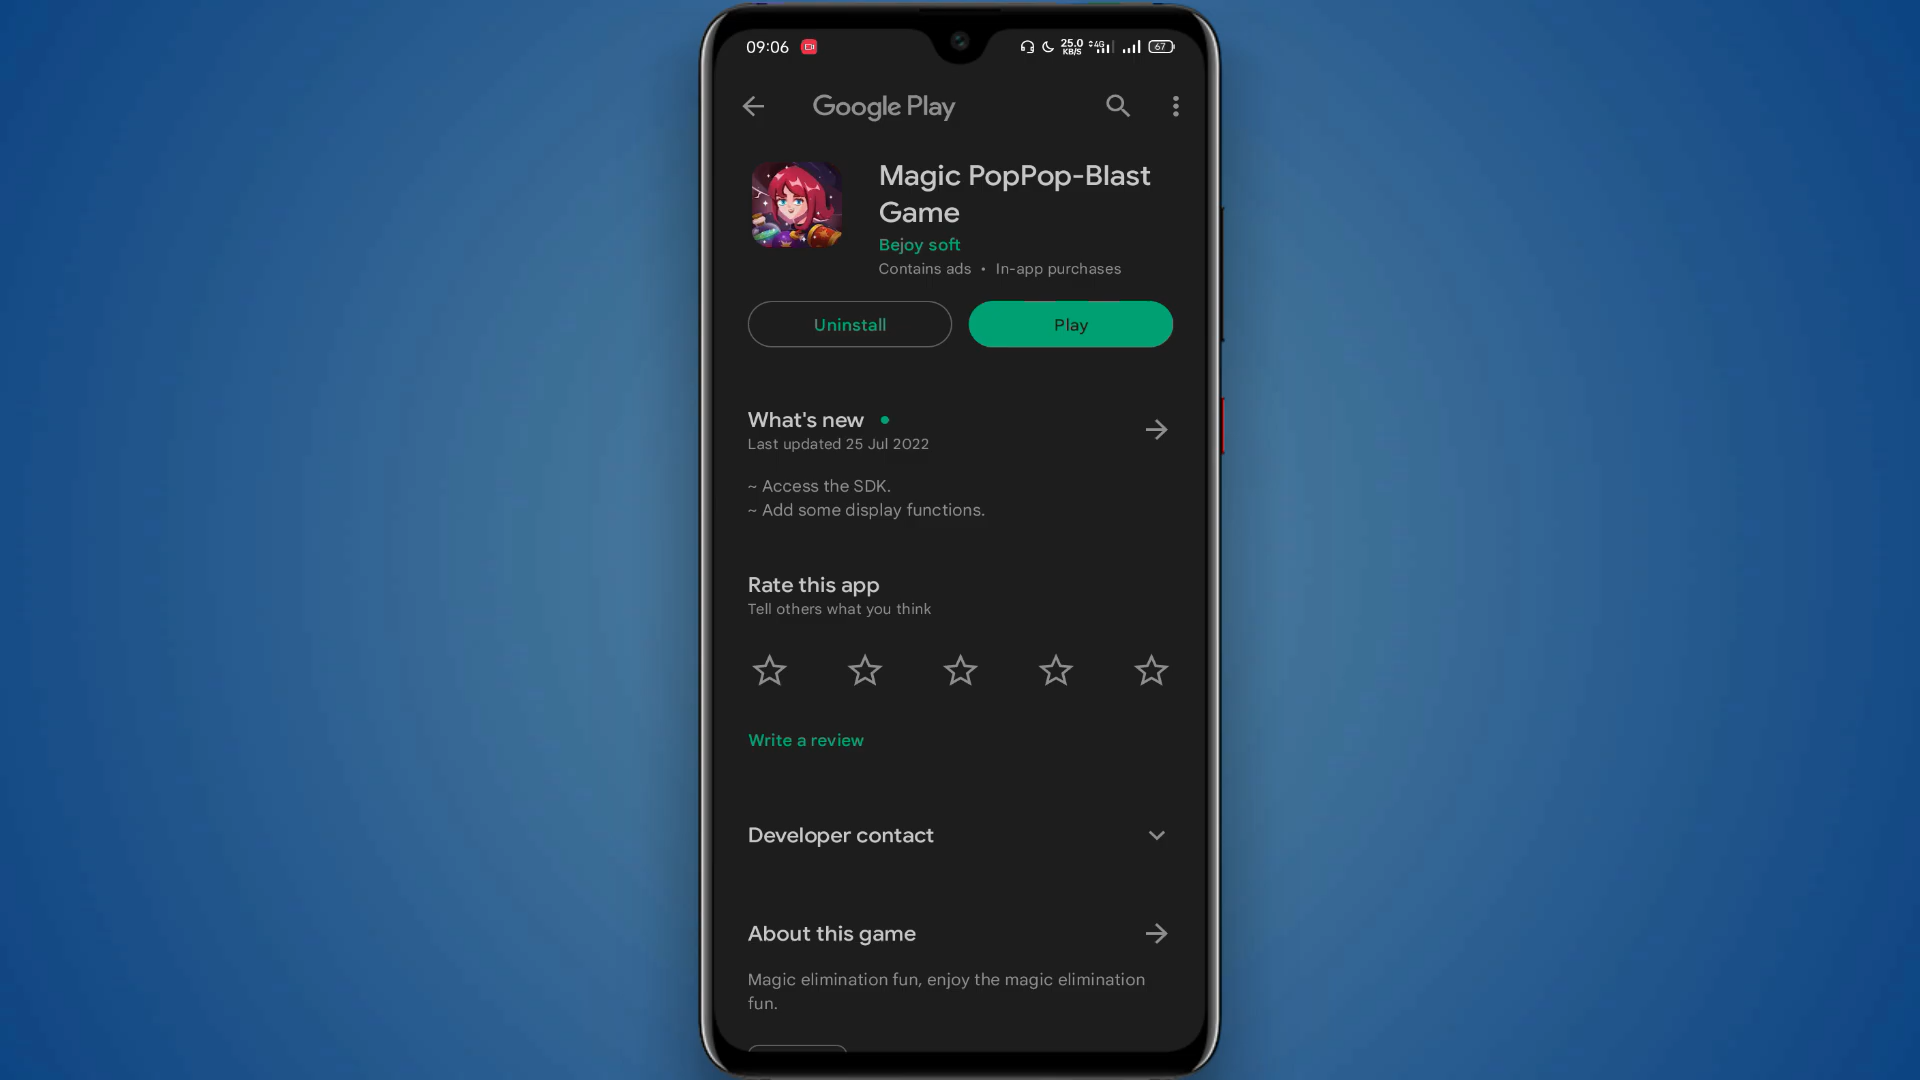 09:06 25.0 KB/S 4G 67
Google Play
Magic PopPop-Blast
Game
Bejoy soft
Contains ads • In-app purchases
Uninstall Play
What's new
Last updated 25 Jul 2022
~ Access the SDK.
~ Add some display functions.
Rate this app
Tell others what you think
Write a review
Developer contact
About this game
Magic elimination fun, enjoy the magic elimination
fun.